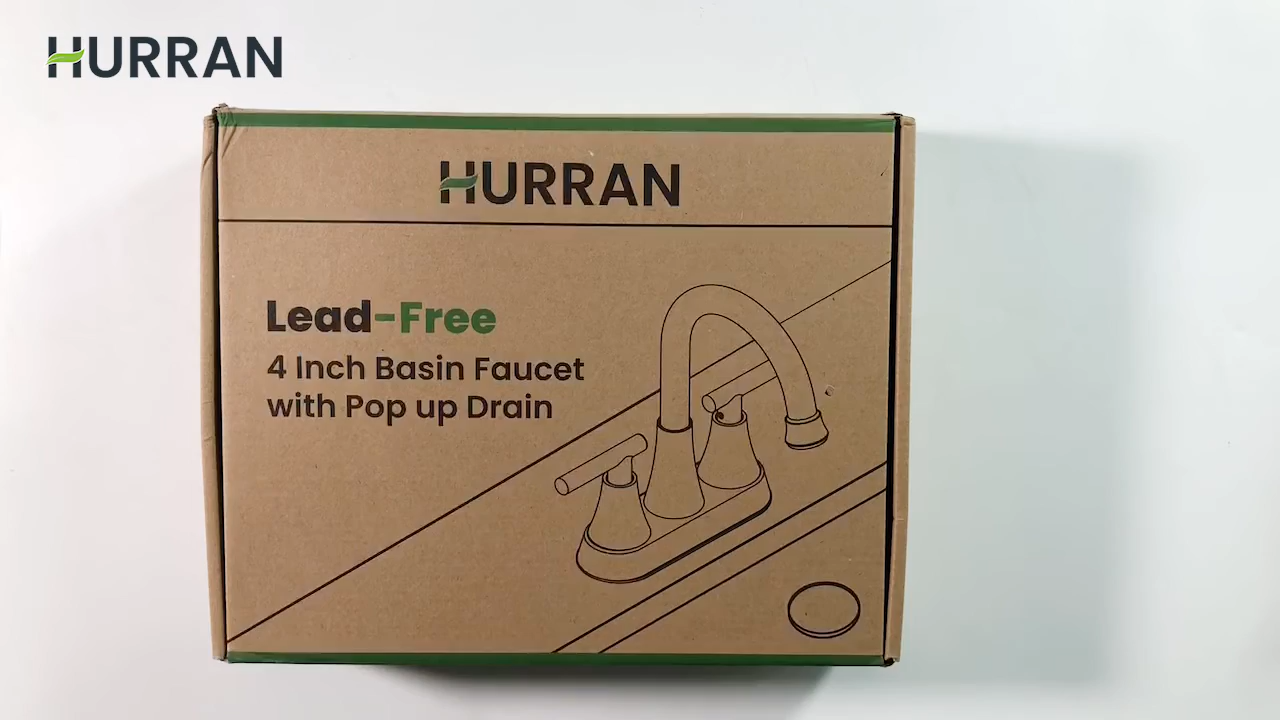 HURRAN
HURRAN
Lead-Free
4 Inch Basin Faucet
with Pop up Drain